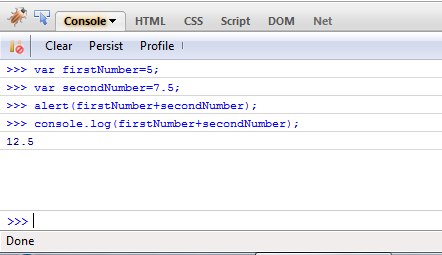 Console HTML CSS Script DOM Net
Clear Persist Profile
>>> var firstNumber=5;
>>> var secondNumber=7.5;
>>> alert(firstNumber+secondNumber);
>>> console.log(firstNumber+secondNumber);
12.5
>>>
Done